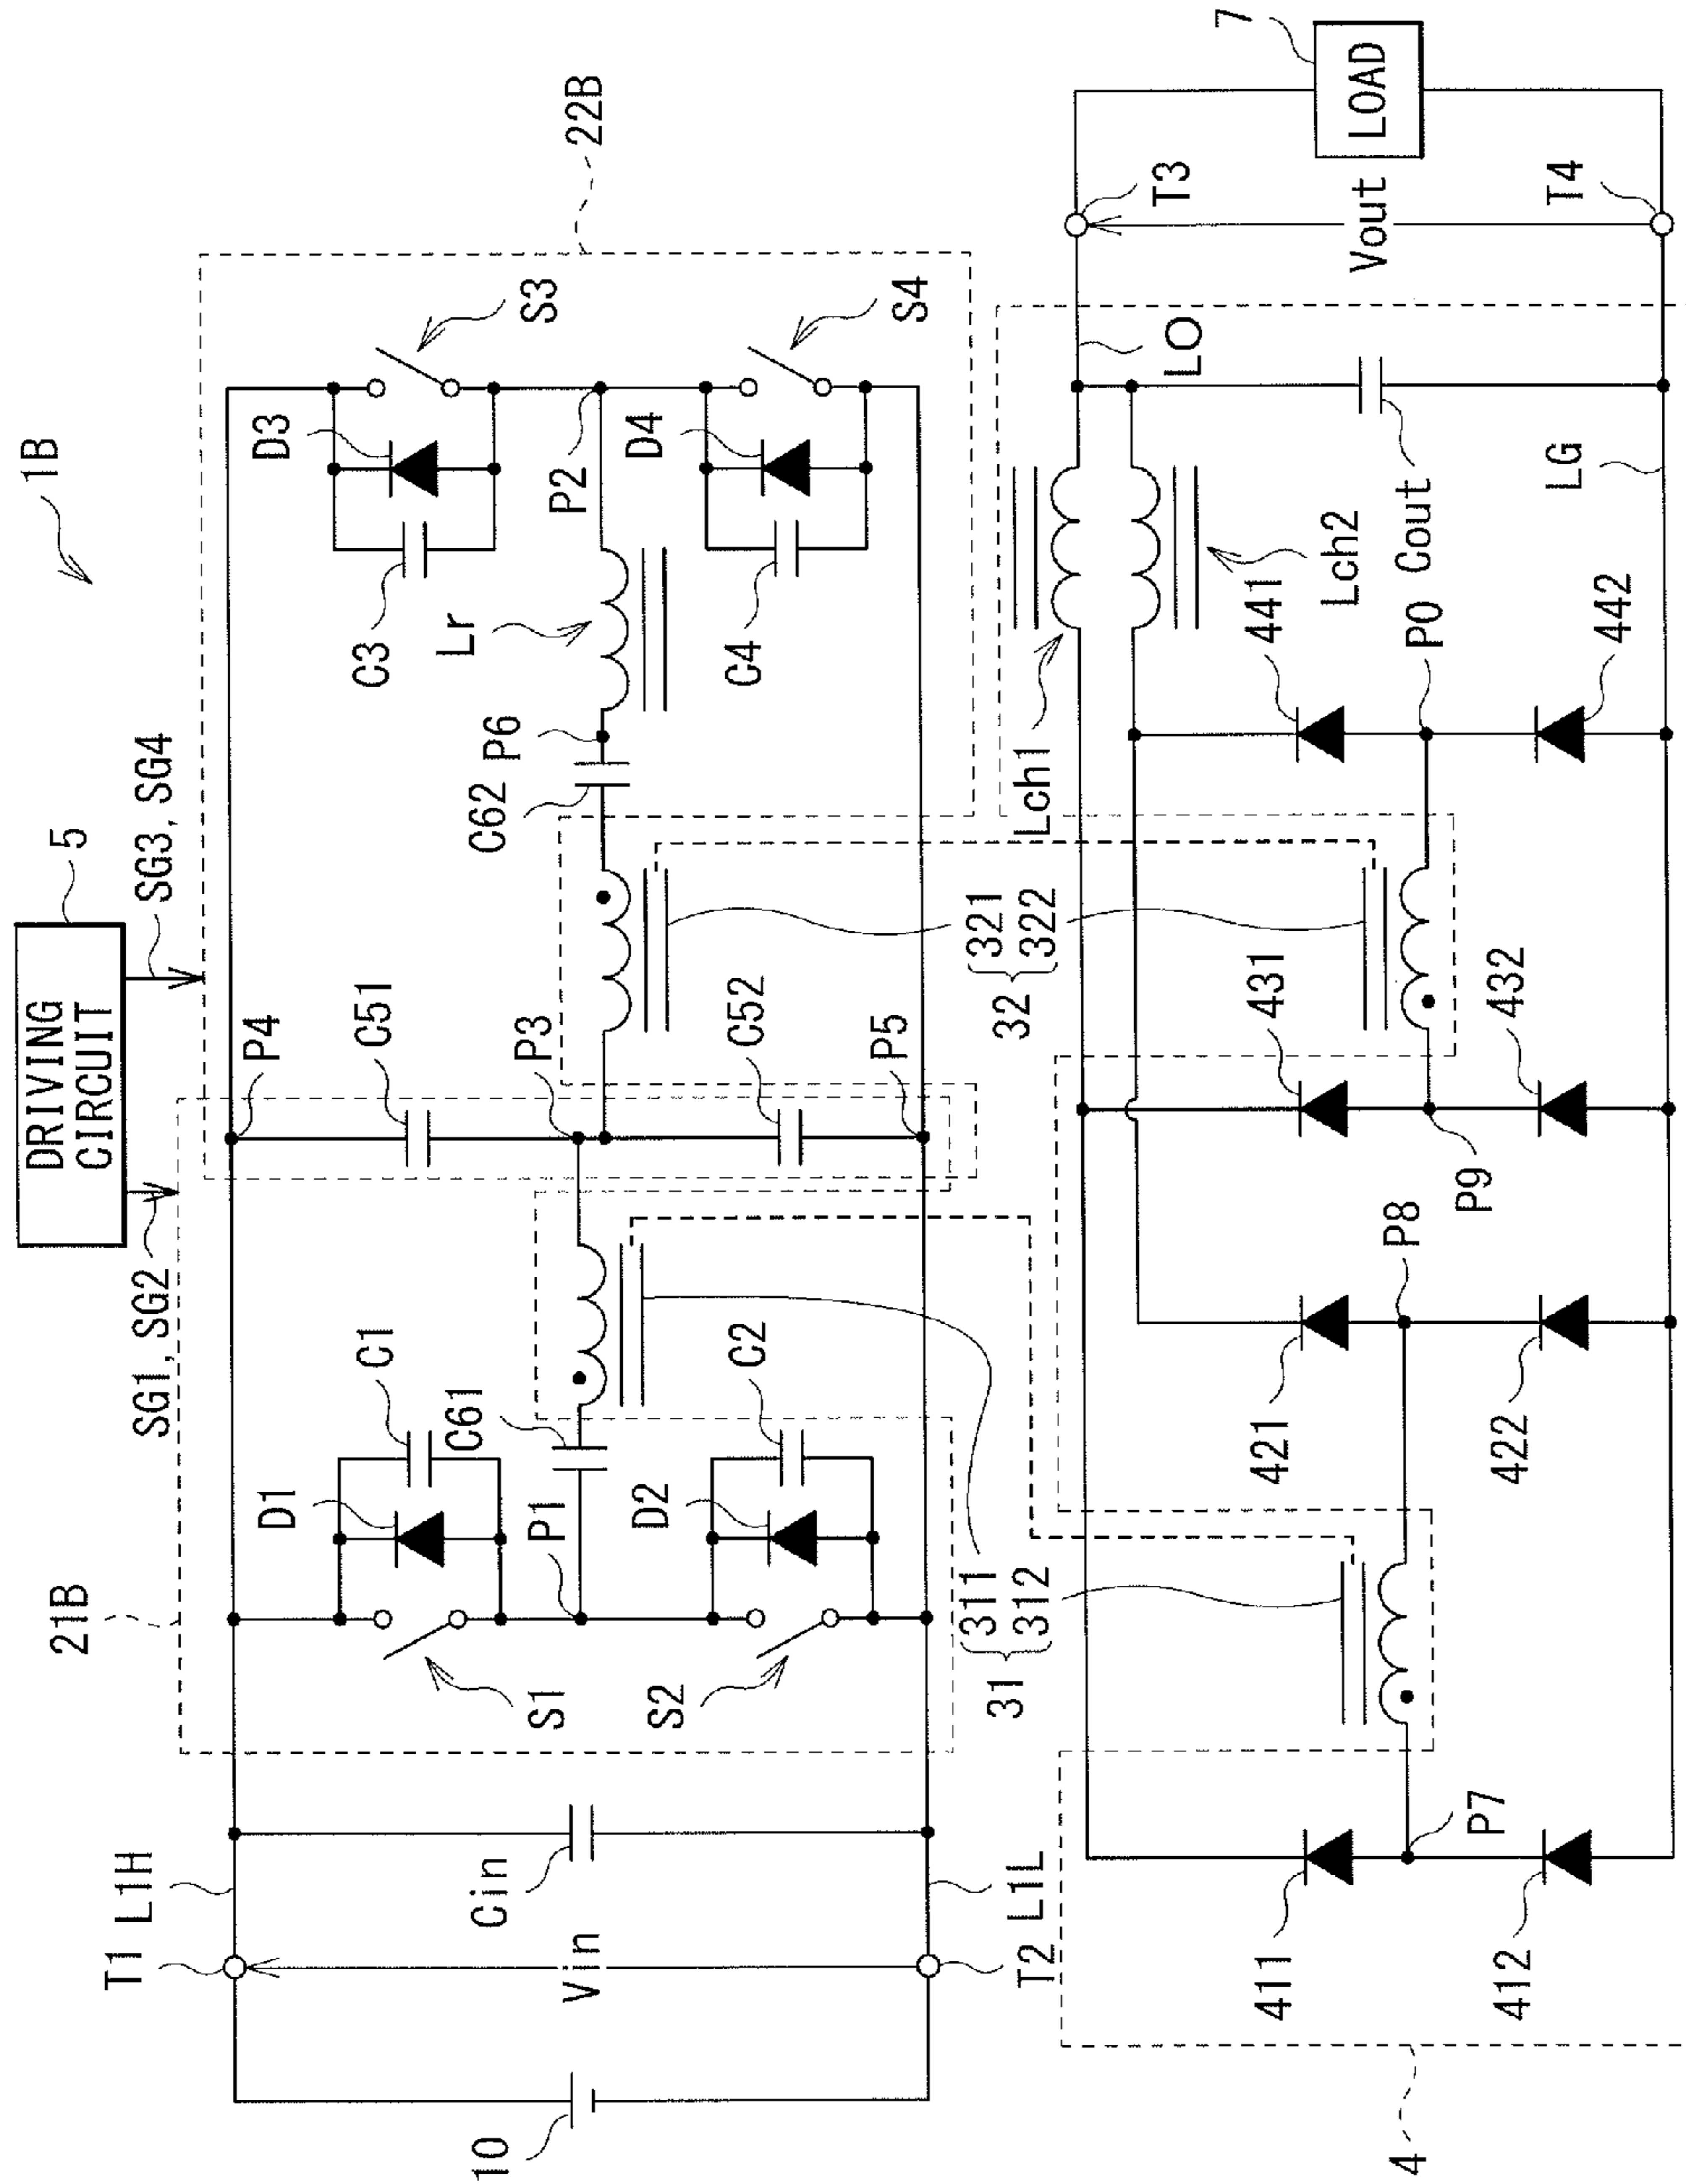 1B
DRIVING
CIRCUIT
5
SG1, SG2
SG3, SG4
21B
22B
T1
L1H
P4
D1
C1
C51
D3
S3
S1
C61
P1
P3
C62
P6
Lr
C3
P2
10
Vin
Cin
S2
D2
C2
C52
C4
D4
S4
P5
T2
L1L
31
311
312
32
321
322
Lch1
Lch2
LO
T3
7
LOAD
Vout
T4
411
412
P7
421
422
P8
431
432
P9
441
442
P0
Cout
LG
4